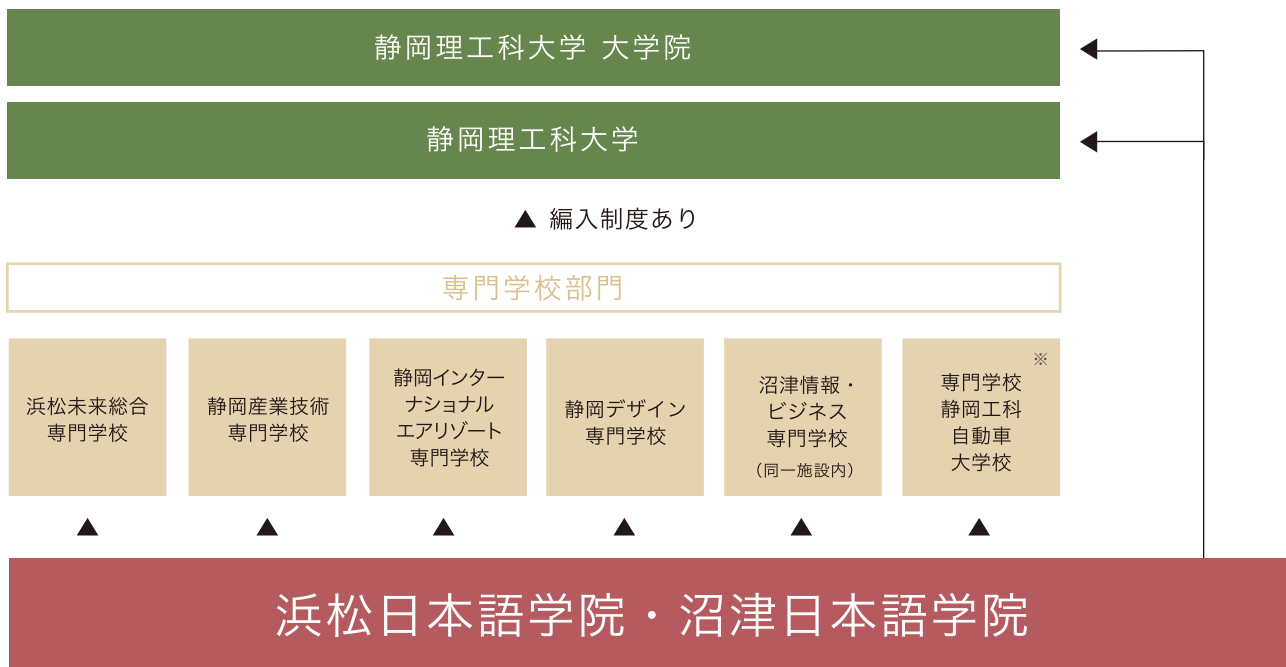 静岡理工科大学 大学院
静岡理工科大学
▲ 編入制度あり
専門学校部門
浜松未来総合
専門学校
静岡産業技術
専門学校
静岡インター
ナショナル
エアリゾート
専門学校
静岡デザイン
専門学校
沼津情報・
ビジネス
専門学校
（同一施設内）
※
専門学校
静岡工科
自動車
大学校
浜松日本語学院・沼津日本語学院